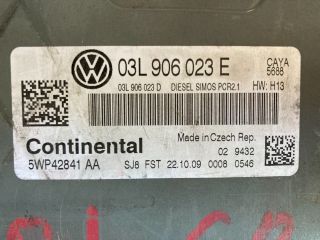 03L 906 023 E
CAYA
5688
03L 906 023 D DIESEL SIMOS PCR2.1 HW: H13
Continental
Made in Czech Rep.
02 9432
5WP42841 AA SJ8 FST 22.10.09 0008 0546